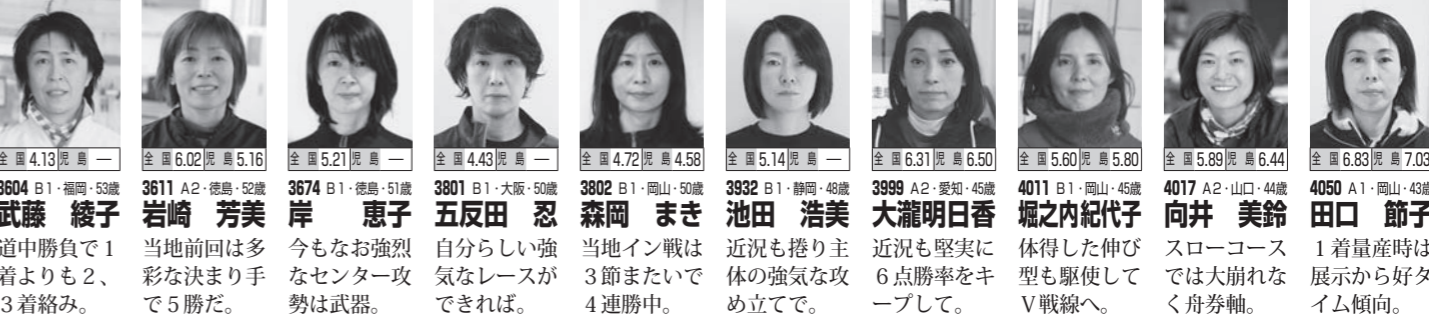 全国 4.13 児島 ―
3604 B1・福岡・53歳
武藤 綾子
道中勝負で1
着よりも2、
3着絡み。
全国 6.02 児島 5.16
3611 A2・徳島・52歳
岩崎 芳美
当地前回は多
彩な決まり手
で5勝だ。
全国 5.21 児島 ―
3674 B1・徳島・51歳
岸 恵子
今もなお強烈
なセンター攻
勢は武器。
全国 4.43 児島 ―
3801 B1・大阪・50歳
五反田 忍
自分らしい強
気なレースが
できれば。
全国 4.72 児島 4.58
3802 B1・岡山・50歳
森岡 まき
当地イン戦は
3節またいで
4連勝中。
全国 5.14 児島 ―
3932 B1・静岡・48歳
池田 浩美
近況も捲り主
体の強気な攻
め立てで。
全国 6.31 児島 6.50
3999 A2・愛知・45歳
大瀧明日香
近況も堅実に
6点勝率をキ
ープして。
全国 5.60 児島 5.80
4011 B1・岡山・45歳
堀之内紀代子
体得した伸び
型も駆使して
V戦線へ。
全国 5.89 児島 6.44
4017 A2・山口・44歳
向井 美鈴
スローコース
では大崩れな
く舟券軸。
全国 6.83 児島 7.03
4050 A1・岡山・43歳
田口 節子
1着量産時は
展示から好タ
イム傾向。